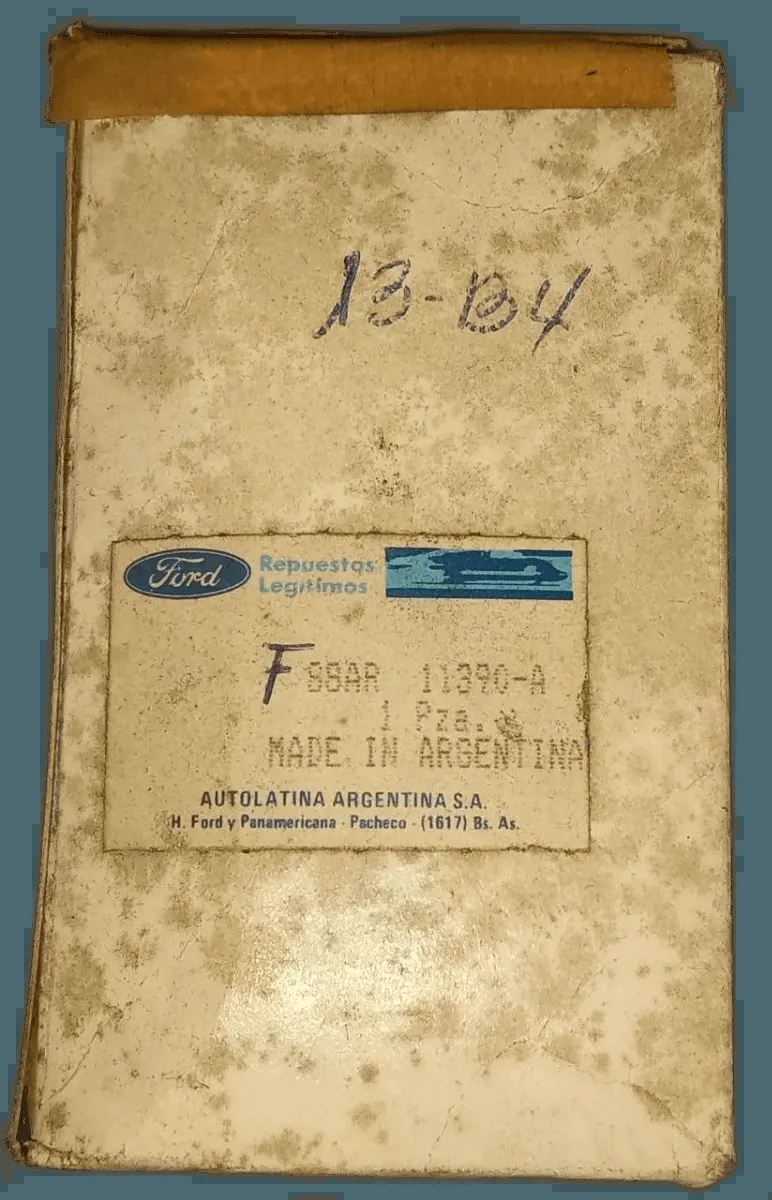 13-B4
Ford Repuestos
Legítimos
F 88AR 11390-A
1 Pza.
MADE IN ARGENTINA
AUTOLATINA ARGENTINA S.A.
H. Ford y Panamericana - Pacheco - (1617) Bs. As.